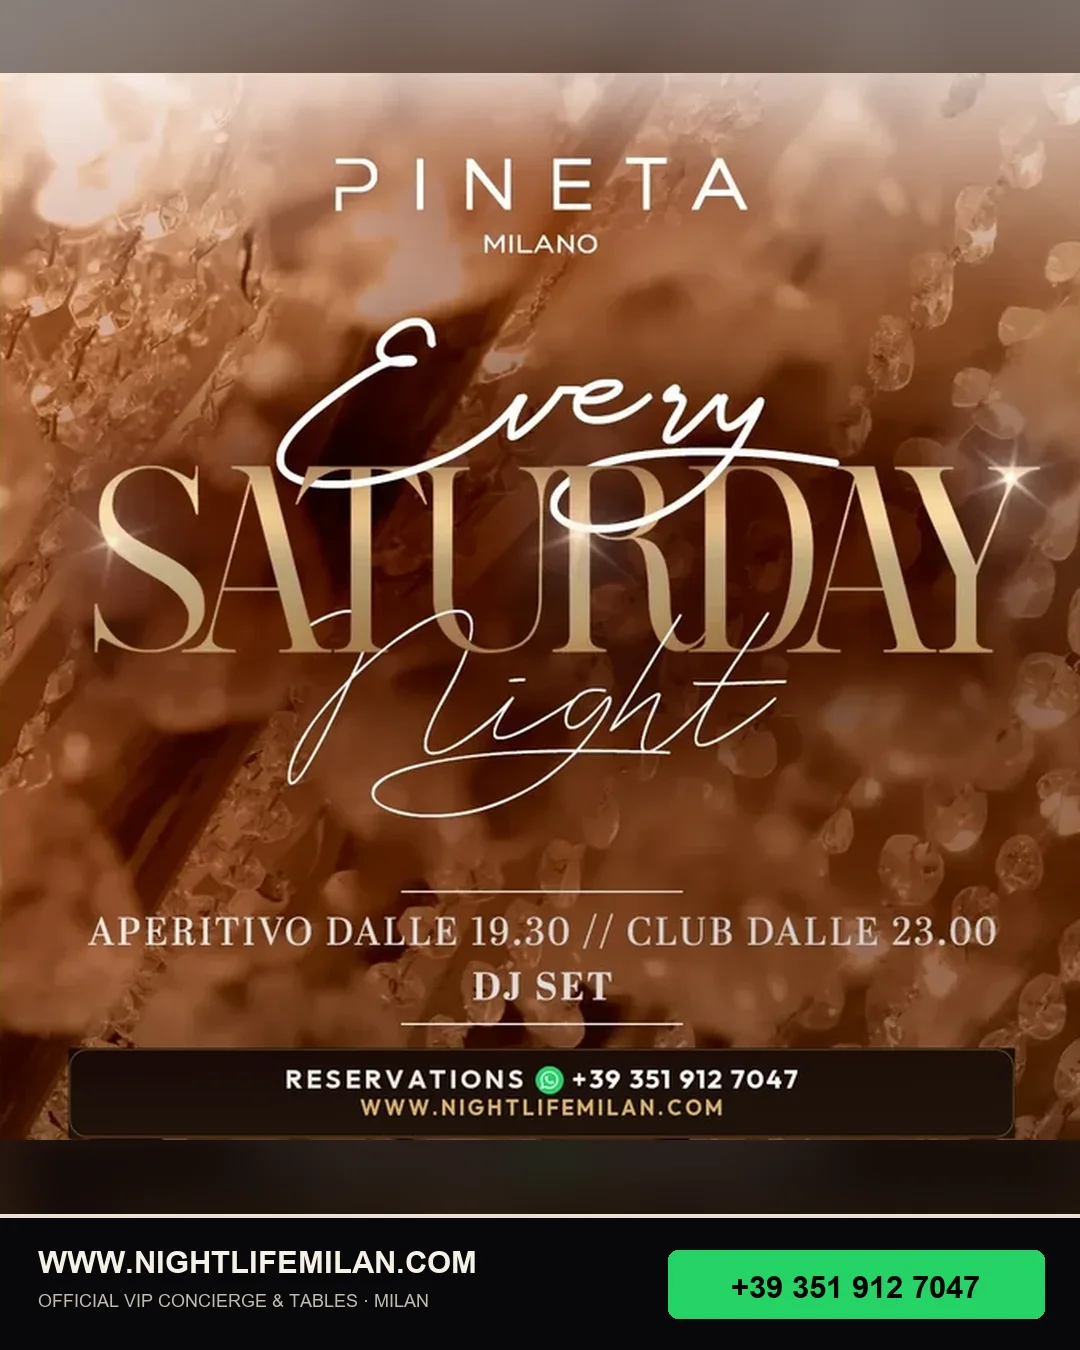 PINETA
MILANO
Every
SATURDAY
Night
APERITIVO DALLE 19.30 // CLUB DALLE 23.00
DJ SET
RESERVATIONS +39 351 912 7047
WWW.NIGHTLIFEMILAN.COM
WWW.NIGHTLIFEMILAN.COM
OFFICIAL VIP CONCIERGE & TABLES · MILAN
+39 351 912 7047